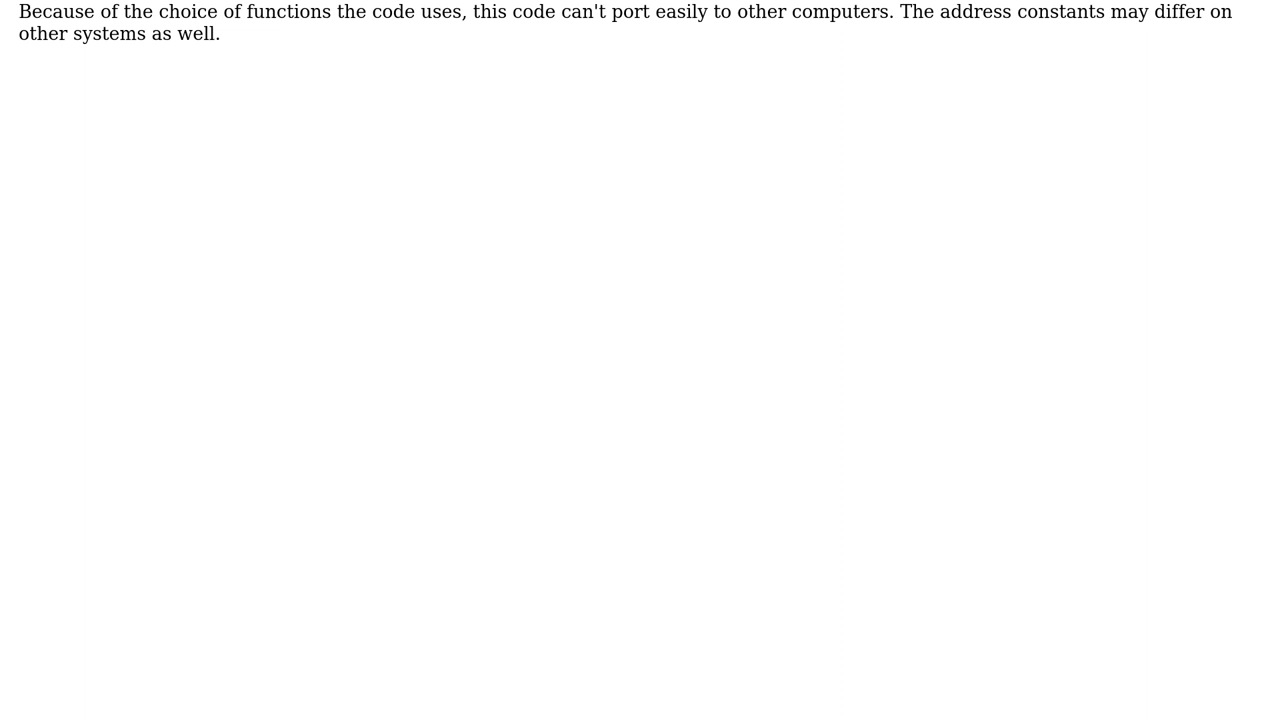 Because of the choice of functions the code uses, this code can't port easily to other computers. The address constants may differ on
other systems as well.